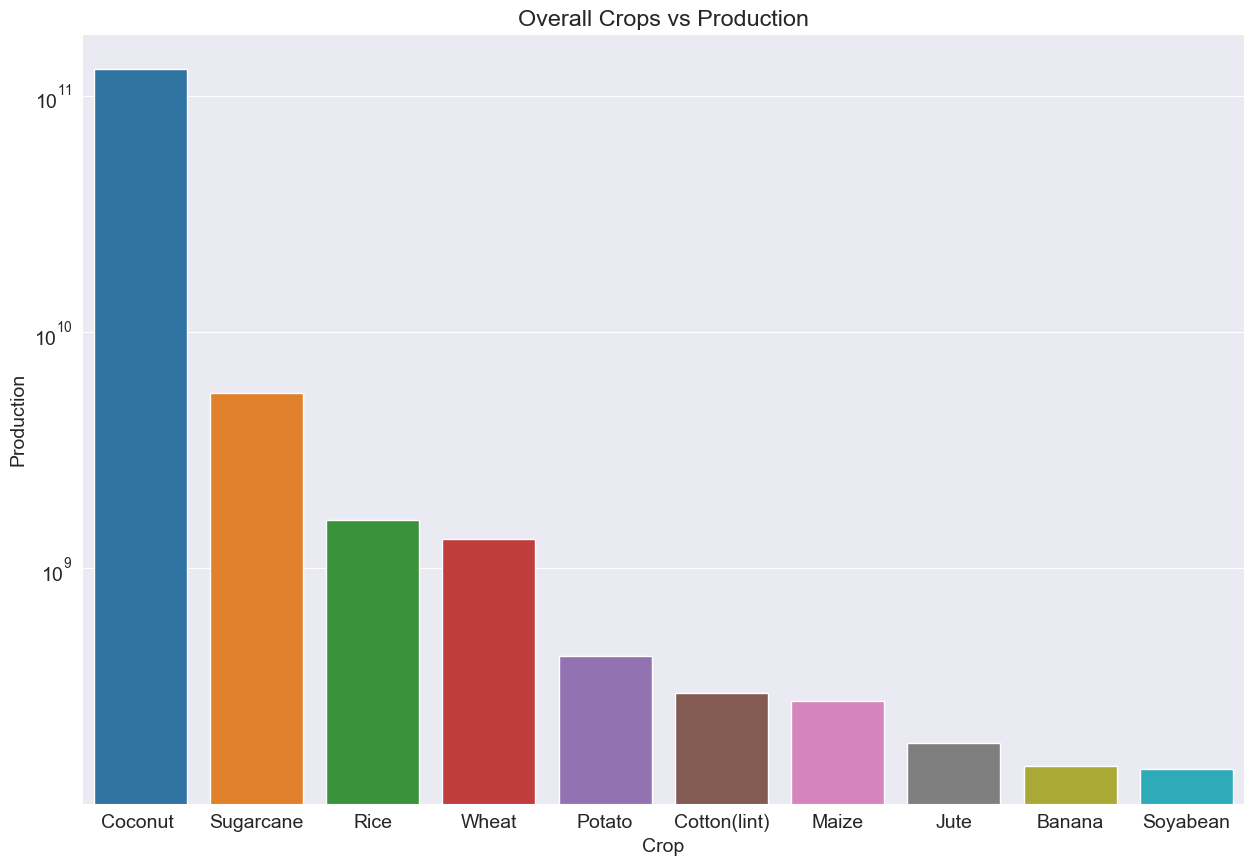 Overall Crops vs Production
10^11
10^10
10^9
Production
Coconut Sugarcane Rice Wheat Potato Cotton(lint) Maize Jute Banana Soyabean
Crop